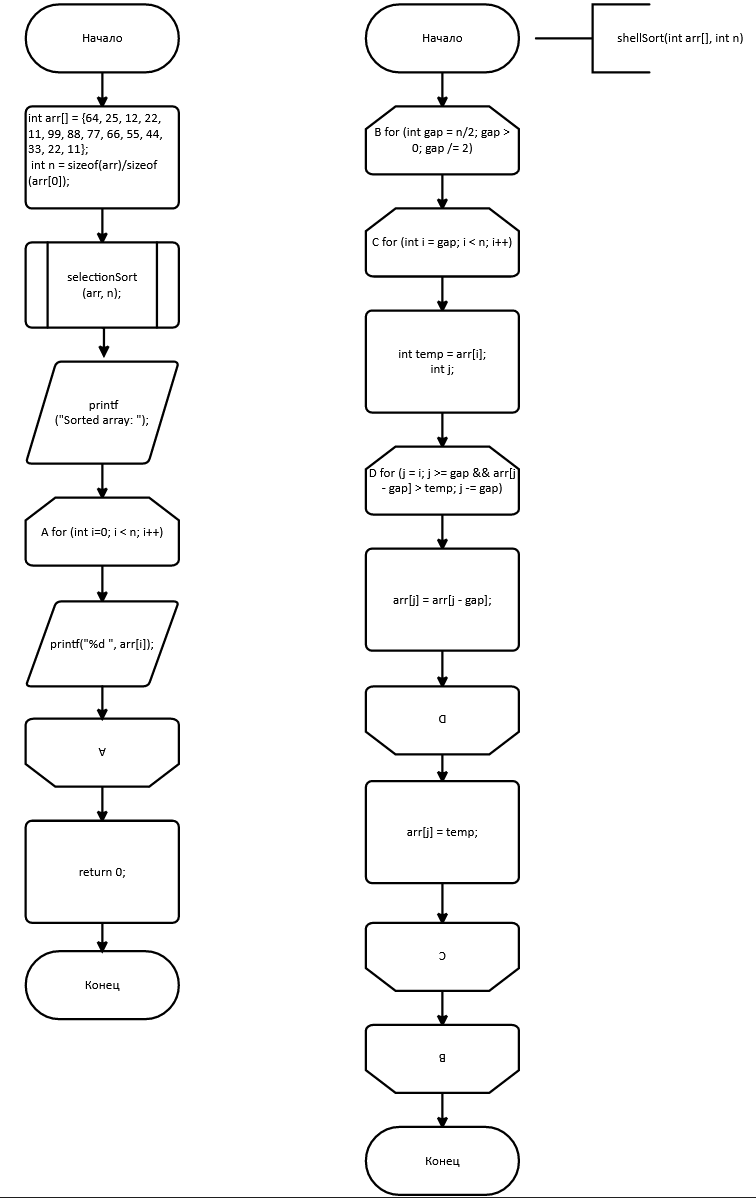 Начало
int arr[] = {64, 25, 12, 22,
11, 99, 88, 77, 66, 55, 44,
33, 22, 11};
int n = sizeof(arr)/sizeof
(arr[0]);
selectionSort
(arr, n);
printf
("Sorted array: ");
A for (int i=0; i < n; i++)
printf("%d ", arr[i]);
A
return 0;
Конец
Начало
shellSort(int arr[], int n)
B for (int gap = n/2; gap >
0; gap /= 2)
C for (int i = gap; i < n; i++)
int temp = arr[i];
int j;
D for (j = i; j >= gap && arr[j
- gap] > temp; j -= gap)
arr[j] = arr[j - gap];
D
arr[j] = temp;
C
B
Конец